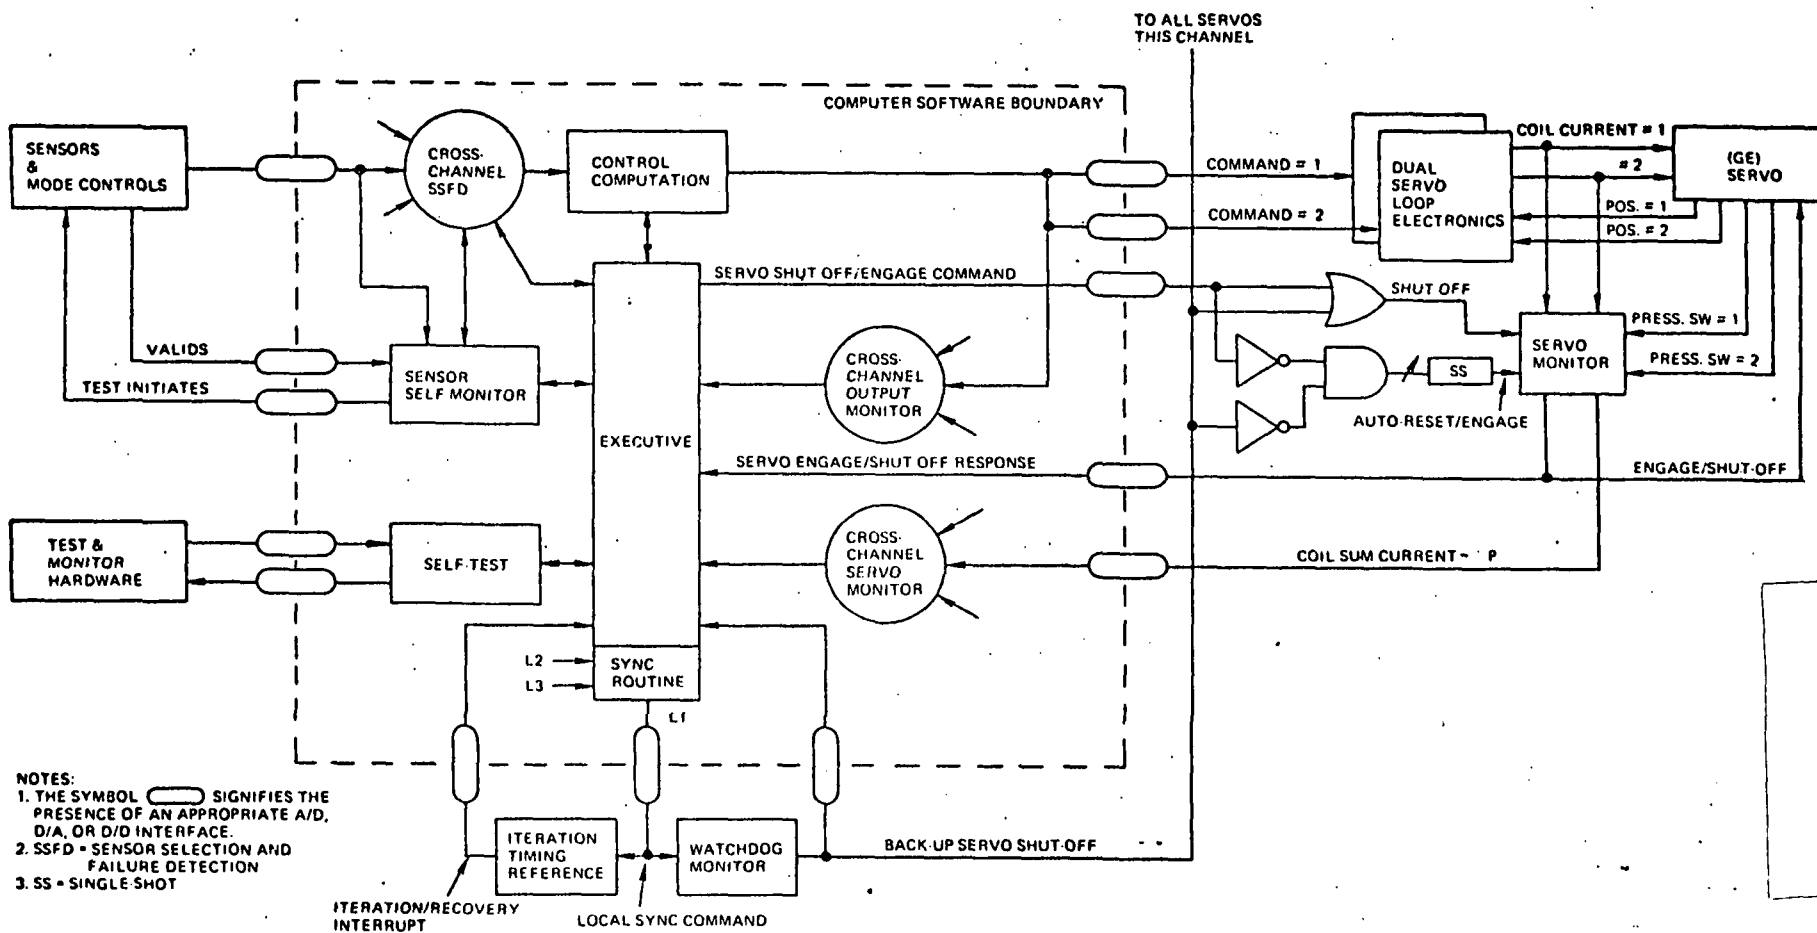 TO ALL SERVOS
THIS CHANNEL
COMPUTER SOFTWARE BOUNDARY
SENSORS
&
MODE CONTROLS
CROSS-
CHANNEL
SSFD
CONTROL
COMPUTATION
COMMAND = 1
COMMAND = 2
DUAL
SERVO
LOOP
ELECTRONICS
COIL CURRENT = 1
= 2
POS. = 1
POS. = 2
(GE)
SERVO
SERVO SHUT OFF/ENGAGE COMMAND
SHUT OFF
PRESS. SW = 1
PRESS. SW = 2
SERVO
MONITOR
SS
AUTO-RESET/ENGAGE
VALIDS
TEST INITIATES
SENSOR
SELF MONITOR
CROSS-
CHANNEL
OUTPUT
MONITOR
EXECUTIVE
SERVO ENGAGE/SHUT OFF RESPONSE
ENGAGE/SHUT-OFF
TEST &
MONITOR
HARDWARE
SELF-TEST
CROSS-
CHANNEL
SERVO
MONITOR
COIL SUM CURRENT - P
L2
L3
SYNC
ROUTINE
L1
NOTES:
1. THE SYMBOL SIGNIFIES THE
PRESENCE OF AN APPROPRIATE A/D,
D/A, OR D/D INTERFACE.
2. SSFD = SENSOR SELECTION AND
FAILURE DETECTION
3. SS = SINGLE-SHOT
ITERATION
TIMING
REFERENCE
WATCHDOG
MONITOR
BACK-UP SERVO SHUT-OFF
ITERATION/RECOVERY
INTERRUPT
LOCAL SYNC COMMAND